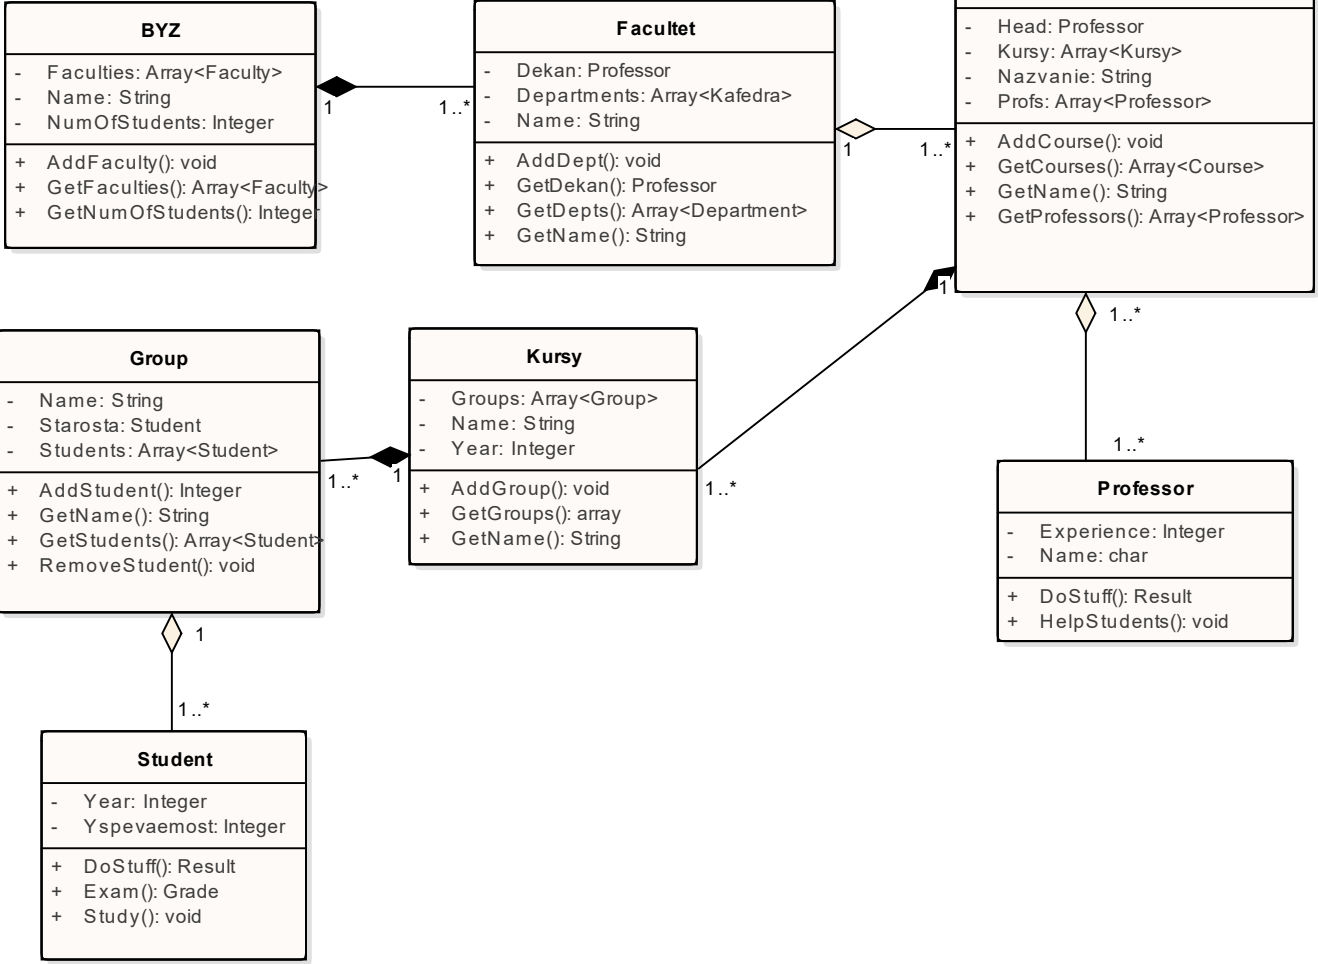 BYZ
- Faculties: Array<Faculty>
- Name: String
- NumOfStudents: Integer
+ AddFaculty(): void
+ GetFaculties(): Array<Faculty>
+ GetNumOfStudents(): Integer
1
1..*
Facultet
- Dekan: Professor
- Departments: Array<Kafedra>
- Name: String
+ AddDept(): void
+ GetDekan(): Professor
+ GetDepts(): Array<Department>
+ GetName(): String
1
1..*
- Head: Professor
- Kursy: Array<Kursy>
- Nazvanie: String
- Profs: Array<Professor>
+ AddCourse(): void
+ GetCourses(): Array<Course>
+ GetName(): String
+ GetProfessors(): Array<Professor>
1
1..*
Group
- Name: String
- Starosta: Student
- Students: Array<Student>
+ AddStudent(): Integer
+ GetName(): String
+ GetStudents(): Array<Student>
+ RemoveStudent(): void
1..*
1
Kursy
- Groups: Array<Group>
- Name: String
- Year: Integer
+ AddGroup(): void
+ GetGroups(): array
+ GetName(): String
1..*
1..*
Professor
- Experience: Integer
- Name: char
+ DoStuff(): Result
+ HelpStudents(): void
1
1..*
Student
- Year: Integer
- Yspevaemost: Integer
+ DoStuff(): Result
+ Exam(): Grade
+ Study(): void